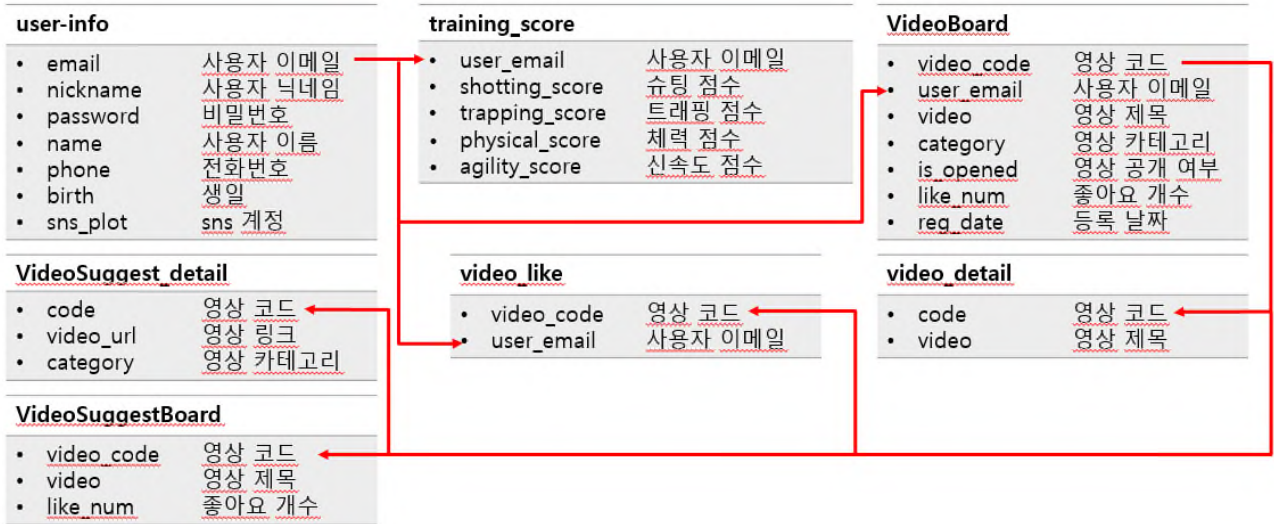 user-info
• email 사용자 이메일
• nickname 사용자 닉네임
• password 비밀번호
• name 사용자 이름
• phone 전화번호
• birth 생일
• sns_plot sns 계정
training_score
• user_email 사용자 이메일
• shotting_score 슈팅 점수
• trapping_score 트래핑 점수
• physical_score 체력 점수
• agility_score 신속도 점수
VideoBoard
• video_code 영상 코드
• user_email 사용자 이메일
• video 영상 제목
• category 영상 카테고리
• is_opened 영상 공개 여부
• like_num 좋아요 개수
• reg_date 등록 날짜
VideoSuggest_detail
• code 영상 코드
• video_url 영상 링크
• category 영상 카테고리
video_like
• video_code 영상 코드
• user_email 사용자 이메일
video_detail
• code 영상 코드
• video 영상 제목
VideoSuggestBoard
• video_code 영상 코드
• video 영상 제목
• like_num 좋아요 개수